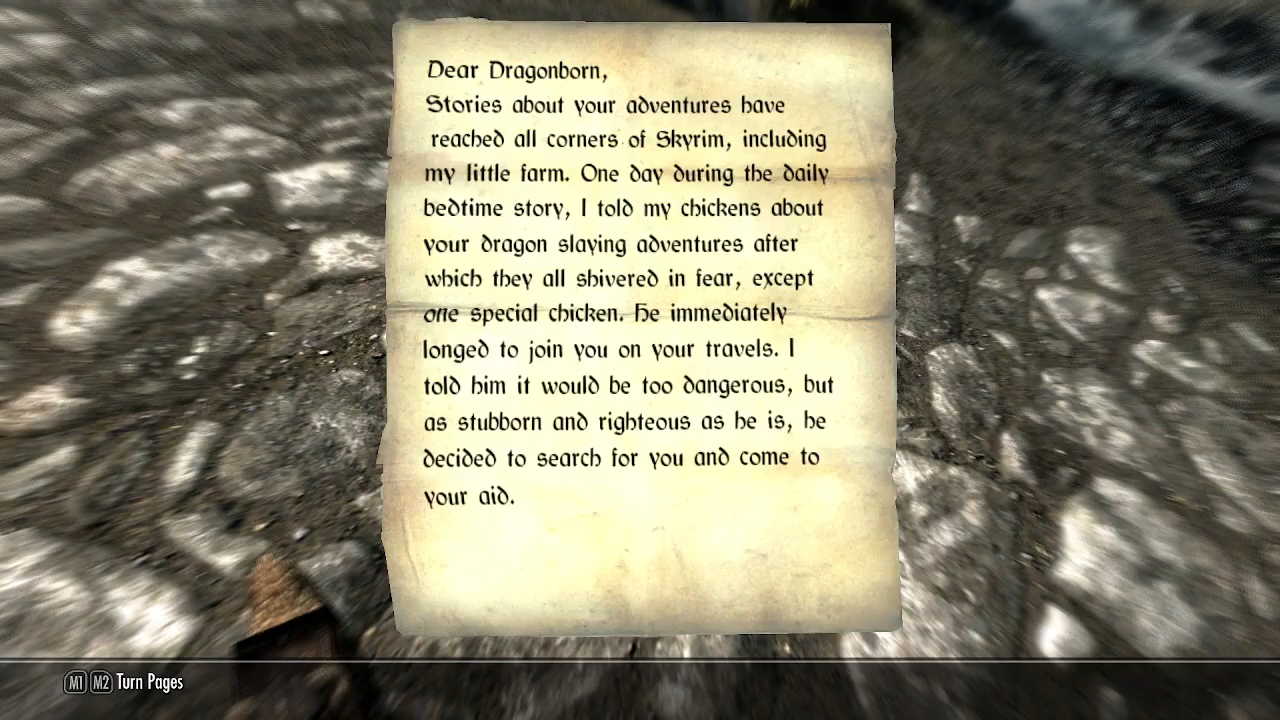 Dear Dragonborn,
Stories about your adventures have
reached all corners of Skyrim, including
my little farm. One day during the daily
bedtime story, I told my chickens about
your dragon slaying adventures after
which they all shivered in fear, except
one special chicken. He immediately
longed to join you on your travels. I
told him it would be too dangerous, but
as stubborn and righteous as he is, he
decided to search for you and come to
your aid.
M1 M2 Turn Pages